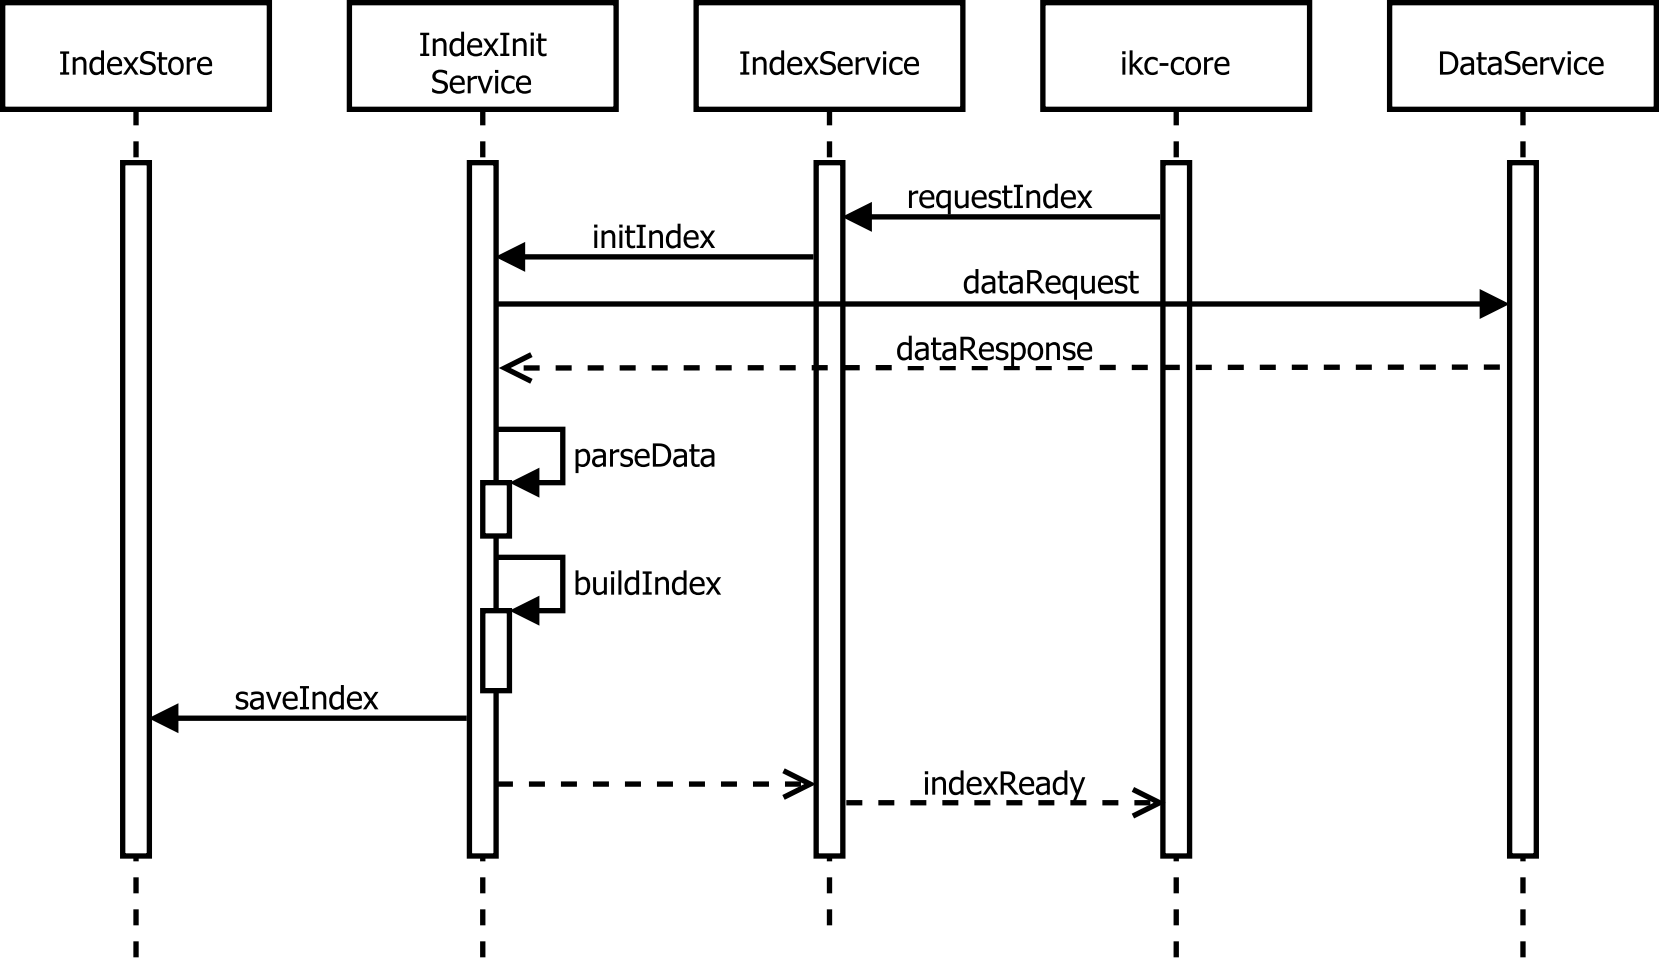 IndexStore
IndexInit
Service
IndexService
ikc-core
DataService
requestIndex
initIndex
dataRequest
dataResponse
parseData
buildIndex
saveIndex
indexReady